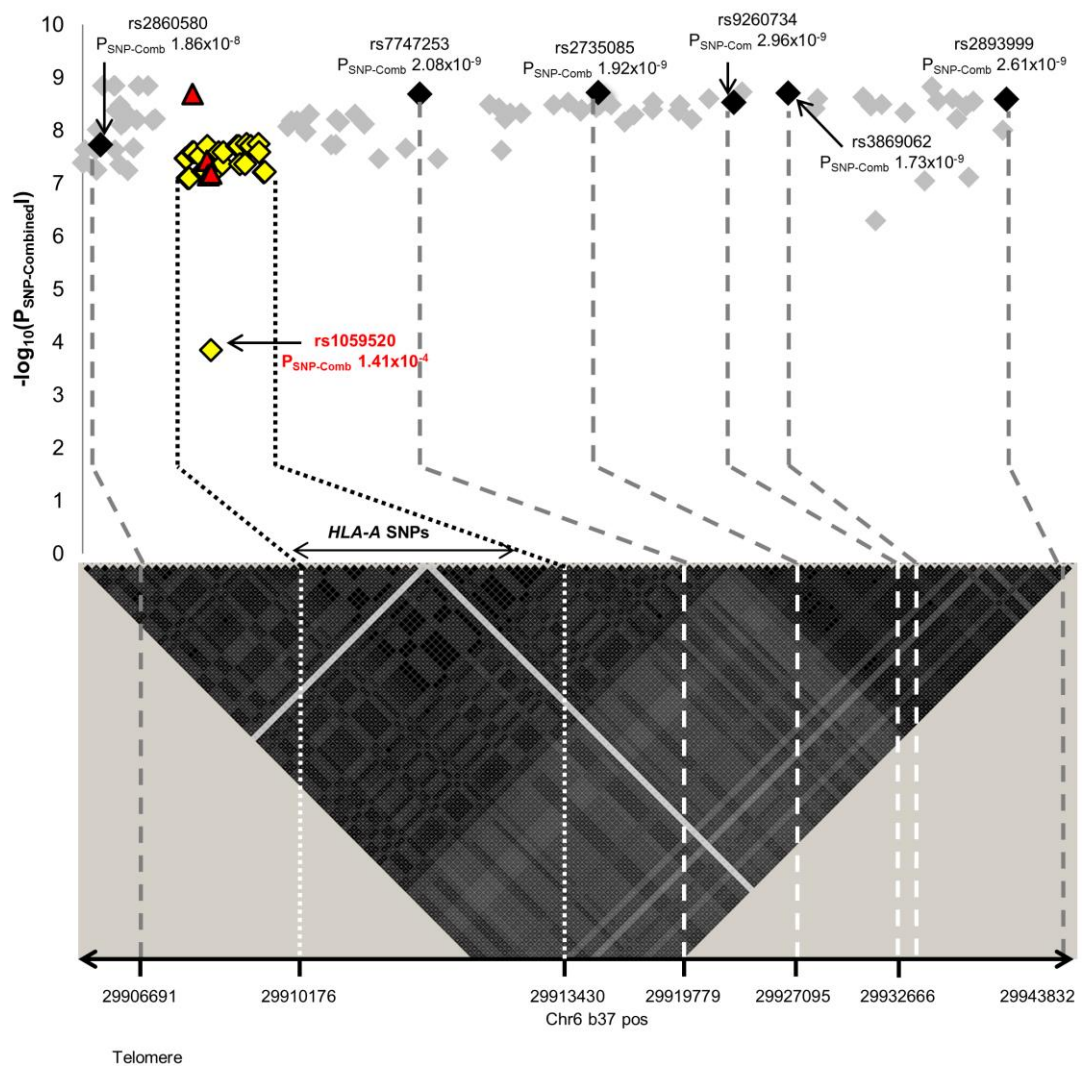 10
9
8
7
6
5
4
3
2
1
0
-log10(PSNP-CombinedI)
rs2860580
PSNP-Comb 1.86x10-8
rs7747253
PSNP-Comb 2.08x10-9
rs2735085
PSNP-Comb 1.92x10-9
rs9260734
PSNP-Com 2.96x10-9
rs3869062
PSNP-Comb 1.73x10-9
rs2893999
PSNP-Comb 2.61x10-9
rs1059520
PSNP-Comb 1.41x10-4
HLA-A SNPs
29906691 29910176 29913430 29919779 29927095 29932666 29943832
Chr6 b37 pos
Telomere